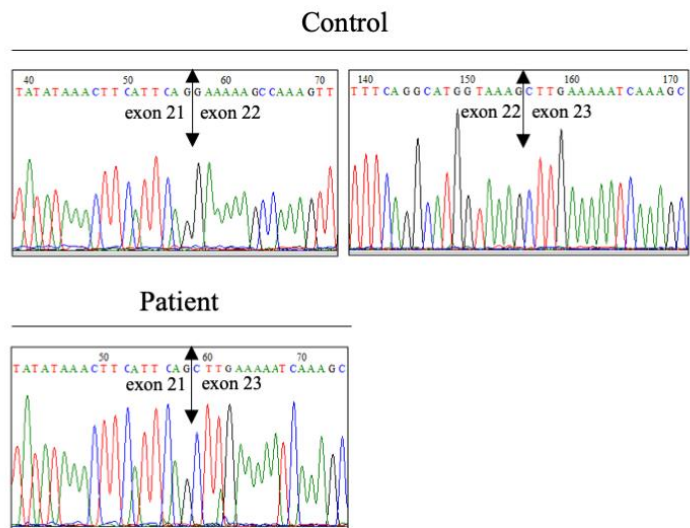 Control
40 50 60 70
TATATAAACTTCATTCAGGAAAAAGCCAAAGTT
exon 21 exon 22
140 150 160 170
TTTCAGGCATGGTAAAGCTTGAAAAATCAAAGC
exon 22 exon 23
Patient
50 60 70
TATATAAACTTCATTCAGCTTGAAAAATCAAAGC
exon 21 exon 23